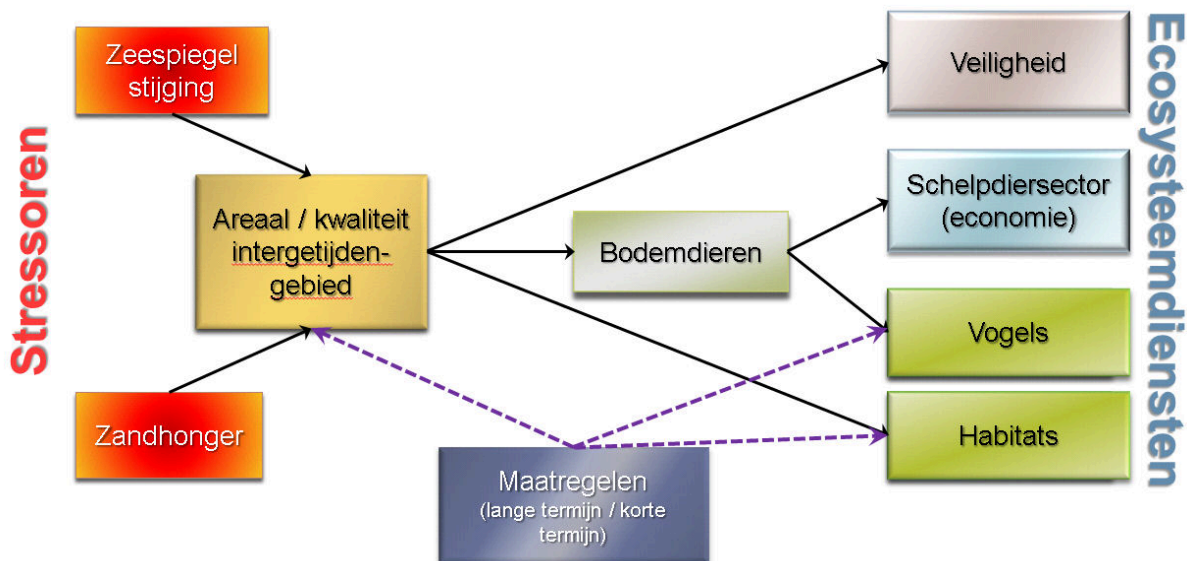 Stressoren
Zeespiegel
stijging
Zandhonger
Areaal / kwaliteit
intergetijden-
gebied
Bodemdieren
Maatregelen
(lange termijn / korte
termijn)
Veiligheid
Schelpdiersector
(economie)
Vogels
Habitats
Ecosysteemdiensten